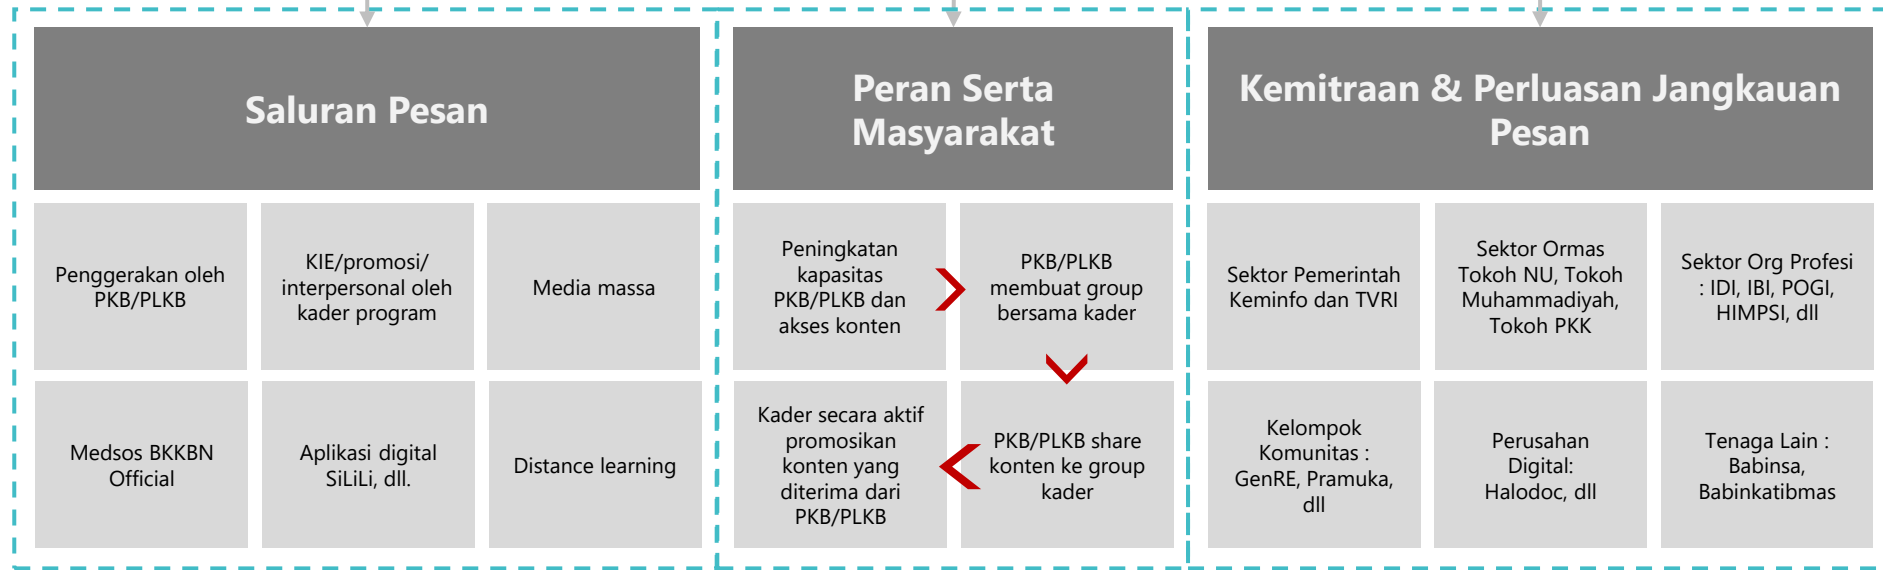 Saluran Pesan
Penggerakan oleh
PKB/PLKB
KIE/promosi/
interpersonal oleh
kader program
Media massa
Medsos BKKBN
Official
Aplikasi digital
SiLiLi, dll.
Distance learning
Peran Serta
Masyarakat
Peningkatan
kapasitas
PKB/PLKB dan
akses konten
PKB/PLKB
membuat group
bersama kader
PKB/PLKB share
konten ke group
kader
Kader secara aktif
promosikan
konten yang
diterima dari
PKB/PLKB
Kemitraan & Perluasan Jangkauan
Pesan
Sektor Pemerintah
Keminfo dan TVRI
Sektor Ormas
Tokoh NU, Tokoh
Muhammadiyah,
Tokoh PKK
Sektor Org Profesi
: IDI, IBI, POGI,
HIMPSI, dll
Kelompok
Komunitas :
GenRE, Pramuka,
dll
Perusahan
Digital:
Halodoc, dll
Tenaga Lain :
Babinsa,
Babinkatibmas